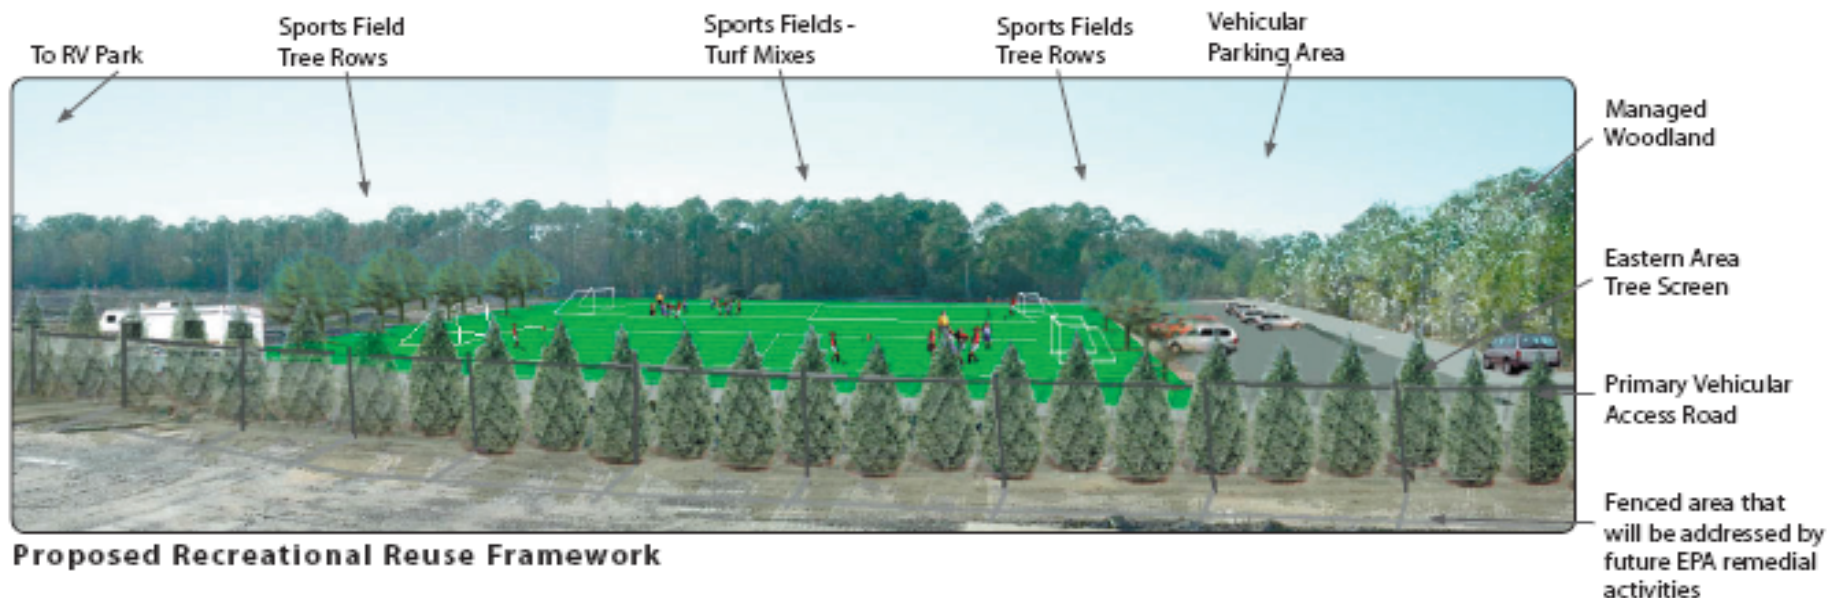 To RV Park
Sports Field
Tree Rows
Sports Fields -
Turf Mixes
Sports Fields
Tree Rows
Vehicular
Parking Area
Managed
Woodland
Eastern Area
Tree Screen
Primary Vehicular
Access Road
Fenced area that
will be addressed by
future EPA remedial
activities
Proposed Recreational Reuse Framework